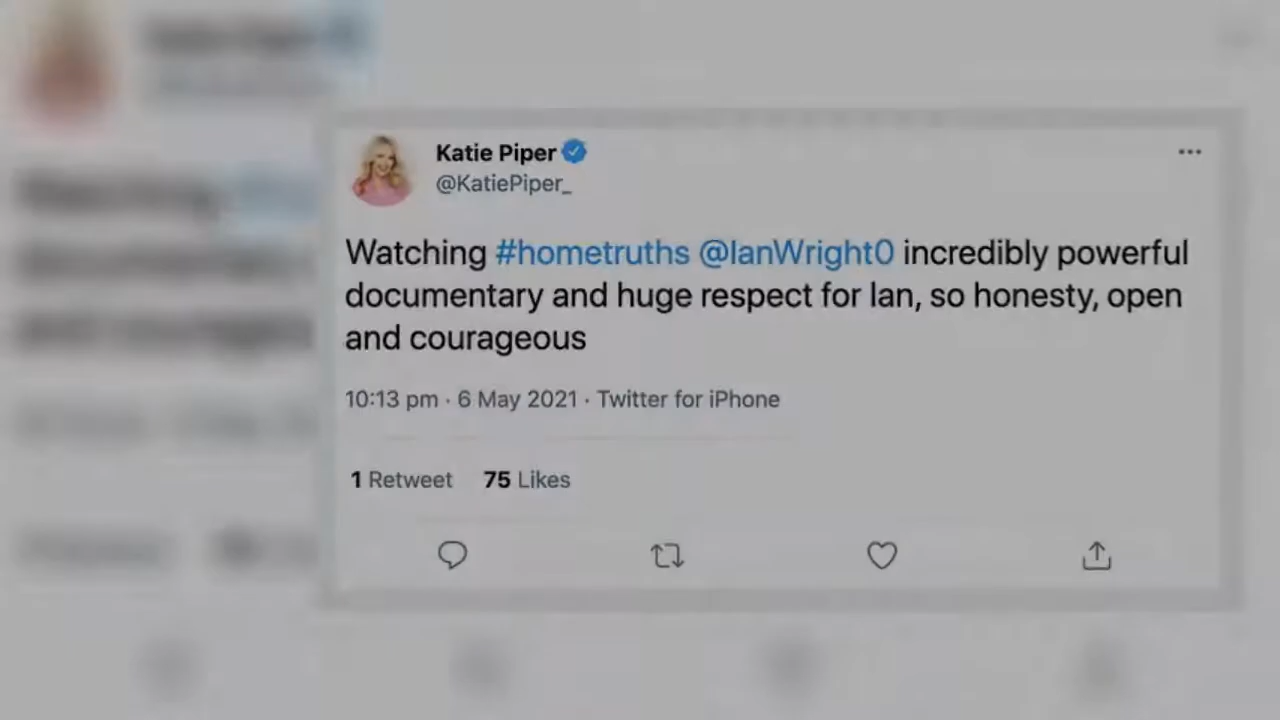 Katie Piper
@KatiePiper_
Watching #hometruths @IanWright0 incredibly powerful
documentary and huge respect for Ian, so honesty, open
and courageous
10:13 pm · 6 May 2021 · Twitter for iPhone
1 Retweet 75 Likes